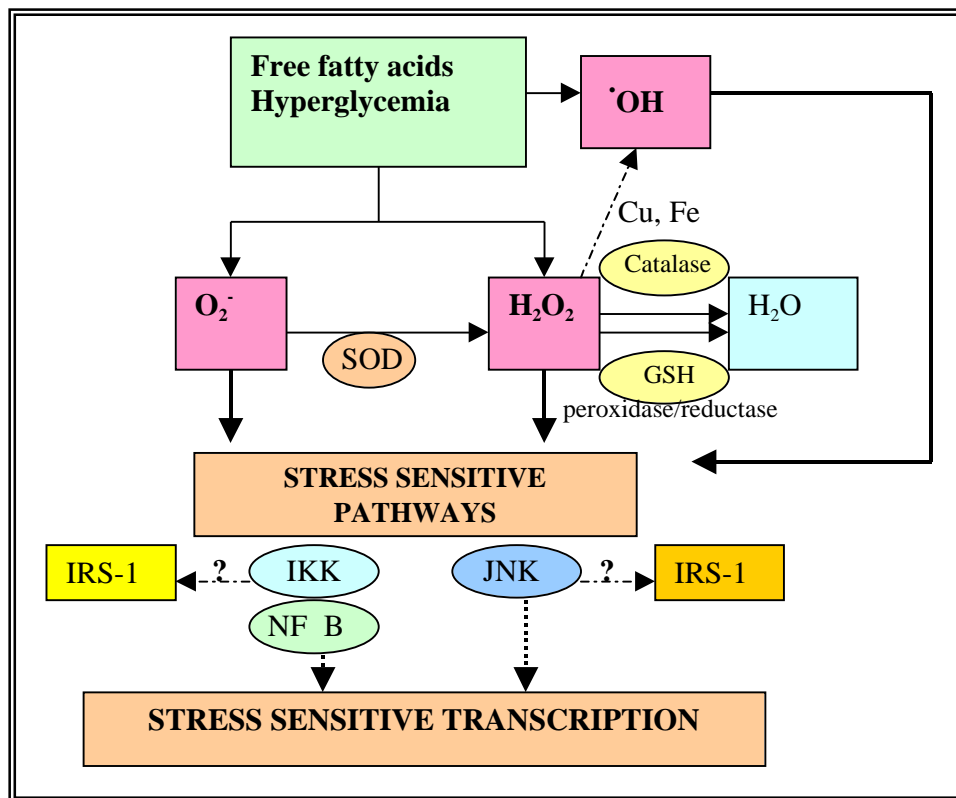 Free fatty acids
Hyperglycemia
˙OH
Cu, Fe
Catalase
O₂⁻
H₂O₂
H₂O
SOD
GSH
peroxidase/reductase
STRESS SENSITIVE
PATHWAYS
IRS-1
?
IKK
JNK
?
IRS-1
NF B
STRESS SENSITIVE TRANSCRIPTION